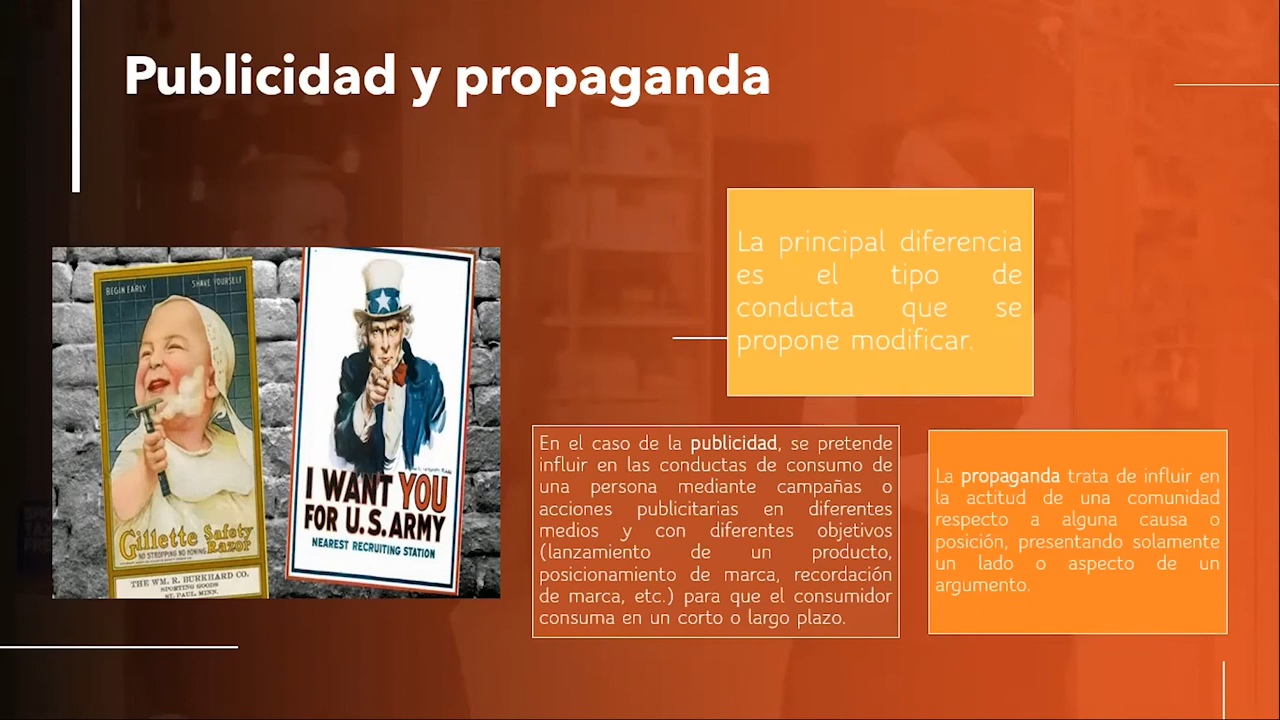 Publicidad y propaganda
La principal diferencia
es el tipo de
conducta que se
propone modificar.
BEGIN EARLY
SHAVE YOURSELF
Gillette Safety
Razor
NO STROPPING NO HONING
THE WM. R. BURKHARD CO.
SPORTING GOODS
ST. PAUL, MINN.
I WANT YOU
FOR U.S. ARMY
NEAREST RECRUITING STATION
En el caso de la publicidad, se pretende
influir en las conductas de consumo de
una persona mediante campañas o
acciones publicitarias en diferentes
medios y con diferentes objetivos
(lanzamiento de un producto,
posicionamiento de marca, recordación
de marca, etc.) para que el consumidor
consuma en un corto o largo plazo.
La propaganda trata de influir en
la actitud de una comunidad
respecto a alguna causa o
posición, presentando solamente
un lado o aspecto de un
argumento.